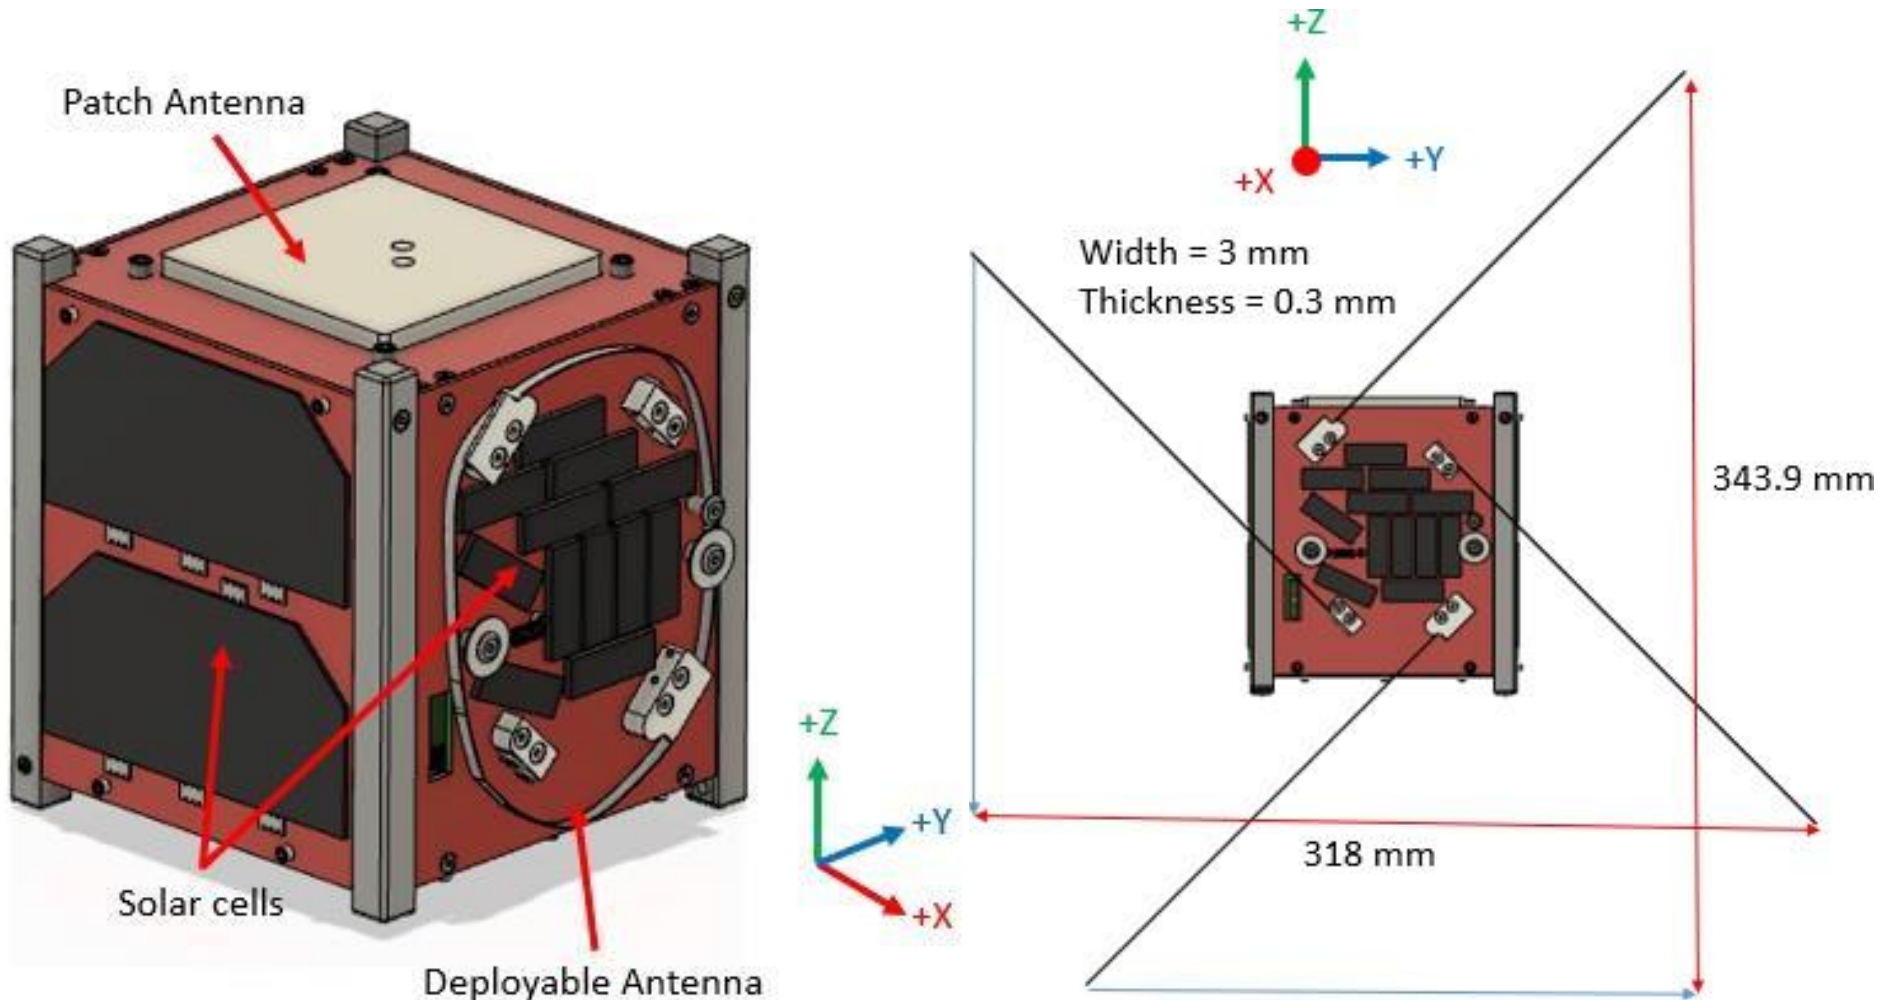 Patch Antenna
Solar cells
Deployable Antenna
+Z
+Y
+X
+Z
+X
+Y
Width = 3 mm
Thickness = 0.3 mm
343.9 mm
318 mm